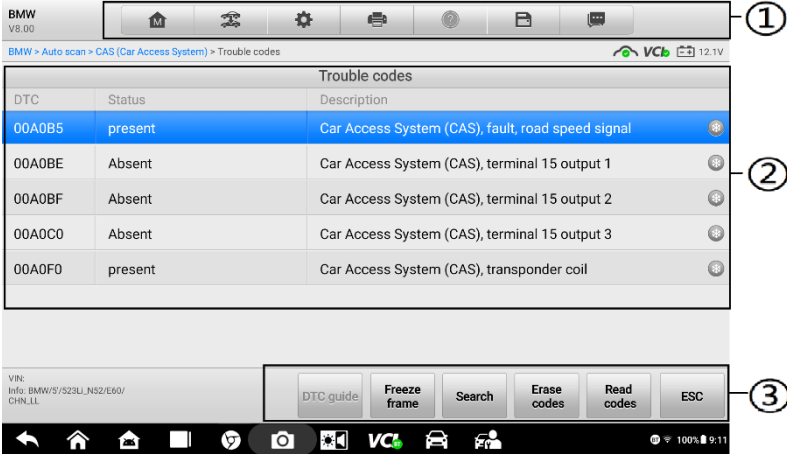 BMW
V8.00
M
?
①
BMW > Auto scan > CAS (Car Access System) > Trouble codes
VCI
12.1V
Trouble codes
DTC Status Description
00A0B5 present Car Access System (CAS), fault, road speed signal
00A0BE Absent Car Access System (CAS), terminal 15 output 1
②
00A0BF Absent Car Access System (CAS), terminal 15 output 2
00A0C0 Absent Car Access System (CAS), terminal 15 output 3
00A0F0 present Car Access System (CAS), transponder coil
VIN:
Info: BMW/5'/523Li_N52/E60/
CHN_LL
DTC guide
Freeze
frame
Search
Erase
codes
Read
codes
ESC
③
VCI
BT
100%
9:11